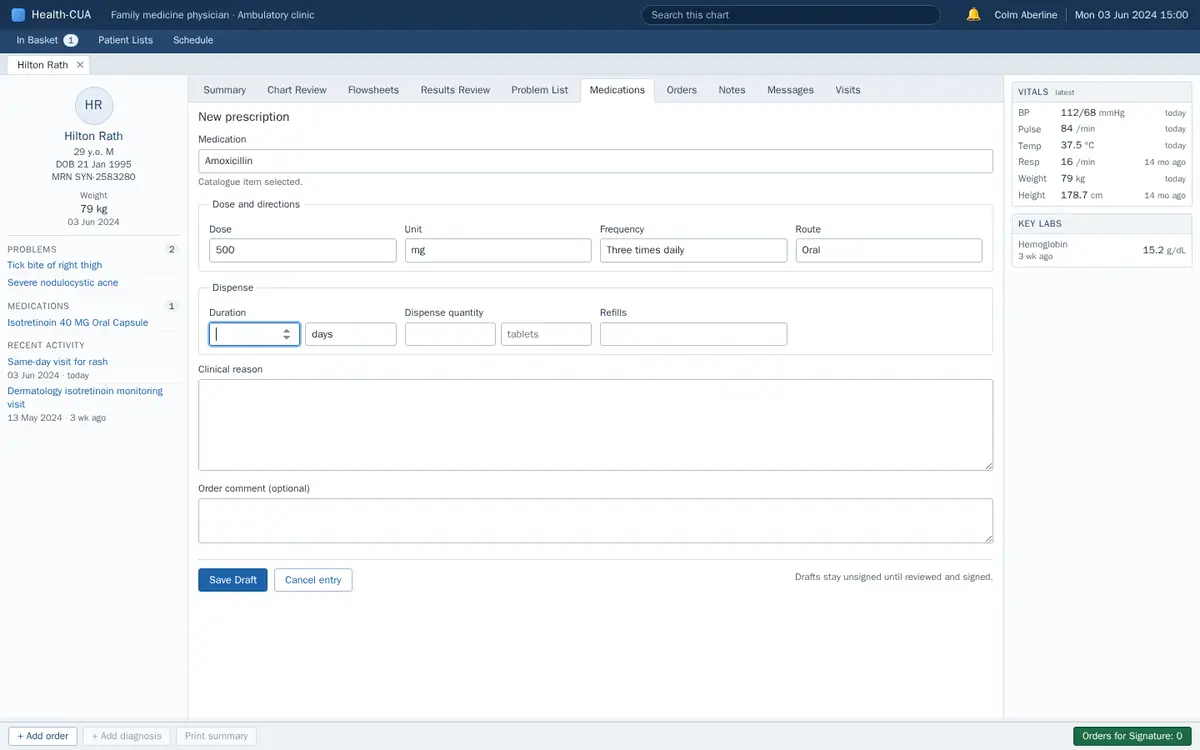 Health-CUA
Family medicine physician · Ambulatory clinic
Search this chart
Colm Aberline
Mon 03 Jun 2024 15:00
In Basket 1
Patient Lists
Schedule
Hilton Rath ✕
HR
Hilton Rath
29 y.o. M
DOB 21 Jan 1995
MRN SYN-2583280
Weight
79 kg
03 Jun 2024
PROBLEMS 2
Tick bite of right thigh
Severe nodulocystic acne
MEDICATIONS 1
Isotretinoin 40 MG Oral Capsule
RECENT ACTIVITY
Same-day visit for rash
03 Jun 2024 · today
Dermatology isotretinoin monitoring
visit
13 May 2024 · 3 wk ago
Summary
Chart Review
Flowsheets
Results Review
Problem List
Medications
Orders
Notes
Messages
Visits
New prescription
Medication
Amoxicillin
Catalogue item selected.
Dose and directions
Dose
Unit
Frequency
Route
500
mg
Three times daily
Oral
Dispense
Duration
Dispense quantity
Refills
days
tablets
Clinical reason
Order comment (optional)
Save Draft
Cancel entry
Drafts stay unsigned until reviewed and signed.
VITALS latest
BP 112/68 mmHg today
Pulse 84 /min today
Temp 37.5 °C today
Resp 16 /min 14 mo ago
Weight 79 kg today
Height 178.7 cm 14 mo ago
KEY LABS
Hemoglobin
3 wk ago
15.2 g/dL
+ Add order
+ Add diagnosis
Print summary
Orders for Signature: 0